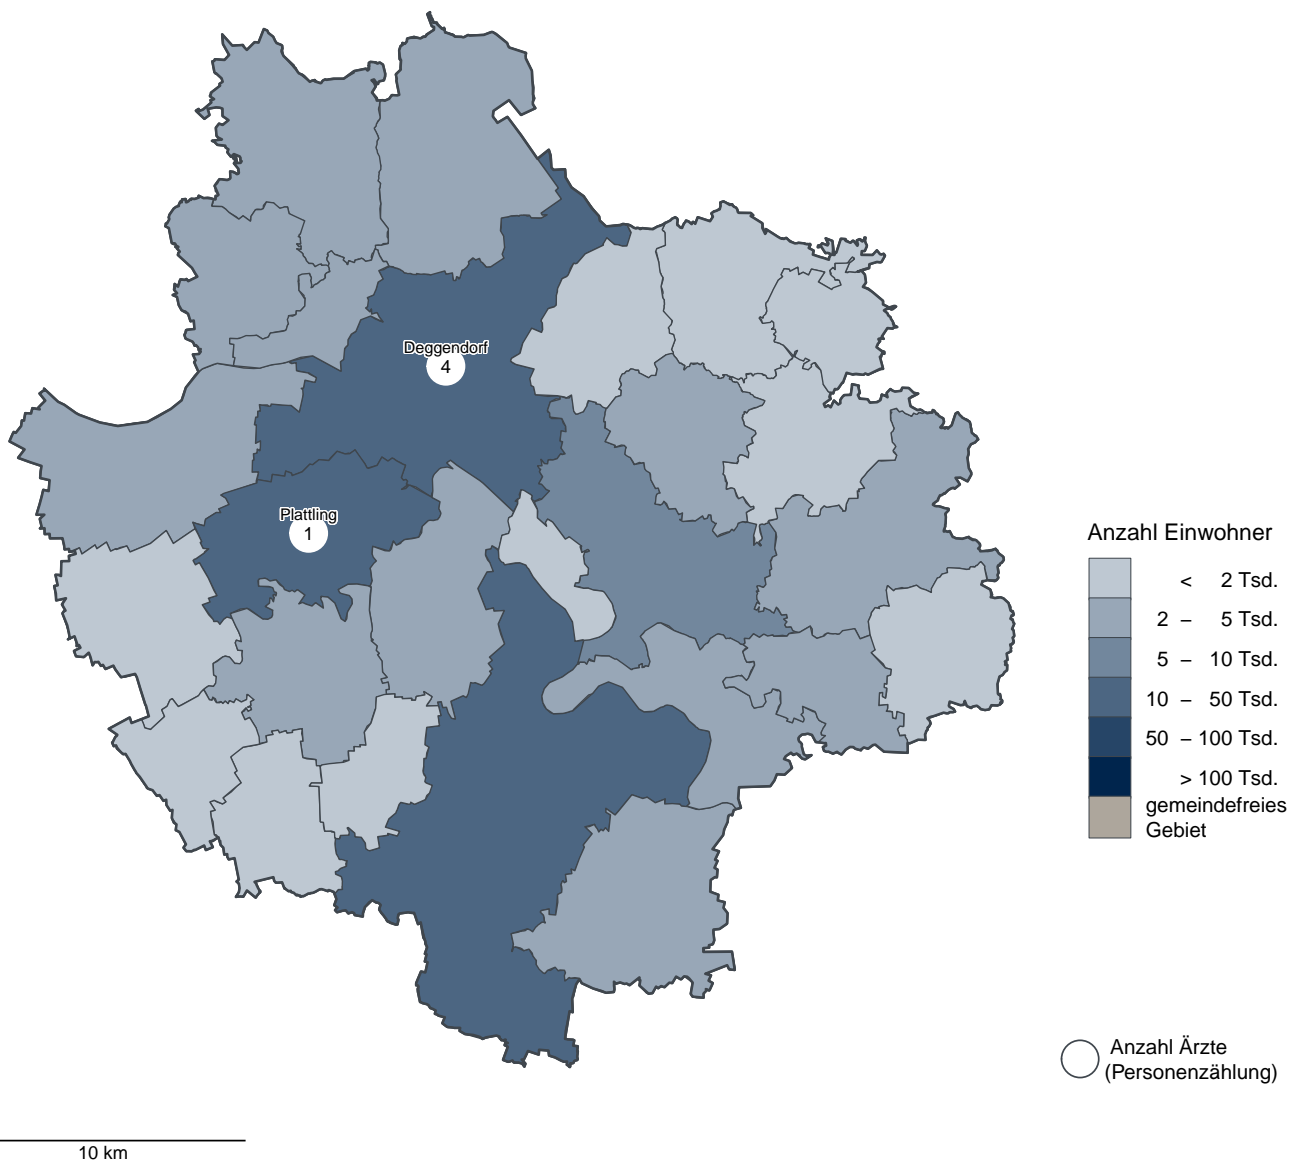 Deggendorf
4
Plattling
1
Anzahl Einwohner
< 2 Tsd.
2 – 5 Tsd.
5 – 10 Tsd.
10 – 50 Tsd.
50 – 100 Tsd.
> 100 Tsd.
gemeindefreies
Gebiet
Anzahl Ärzte
(Personenzählung)
10 km